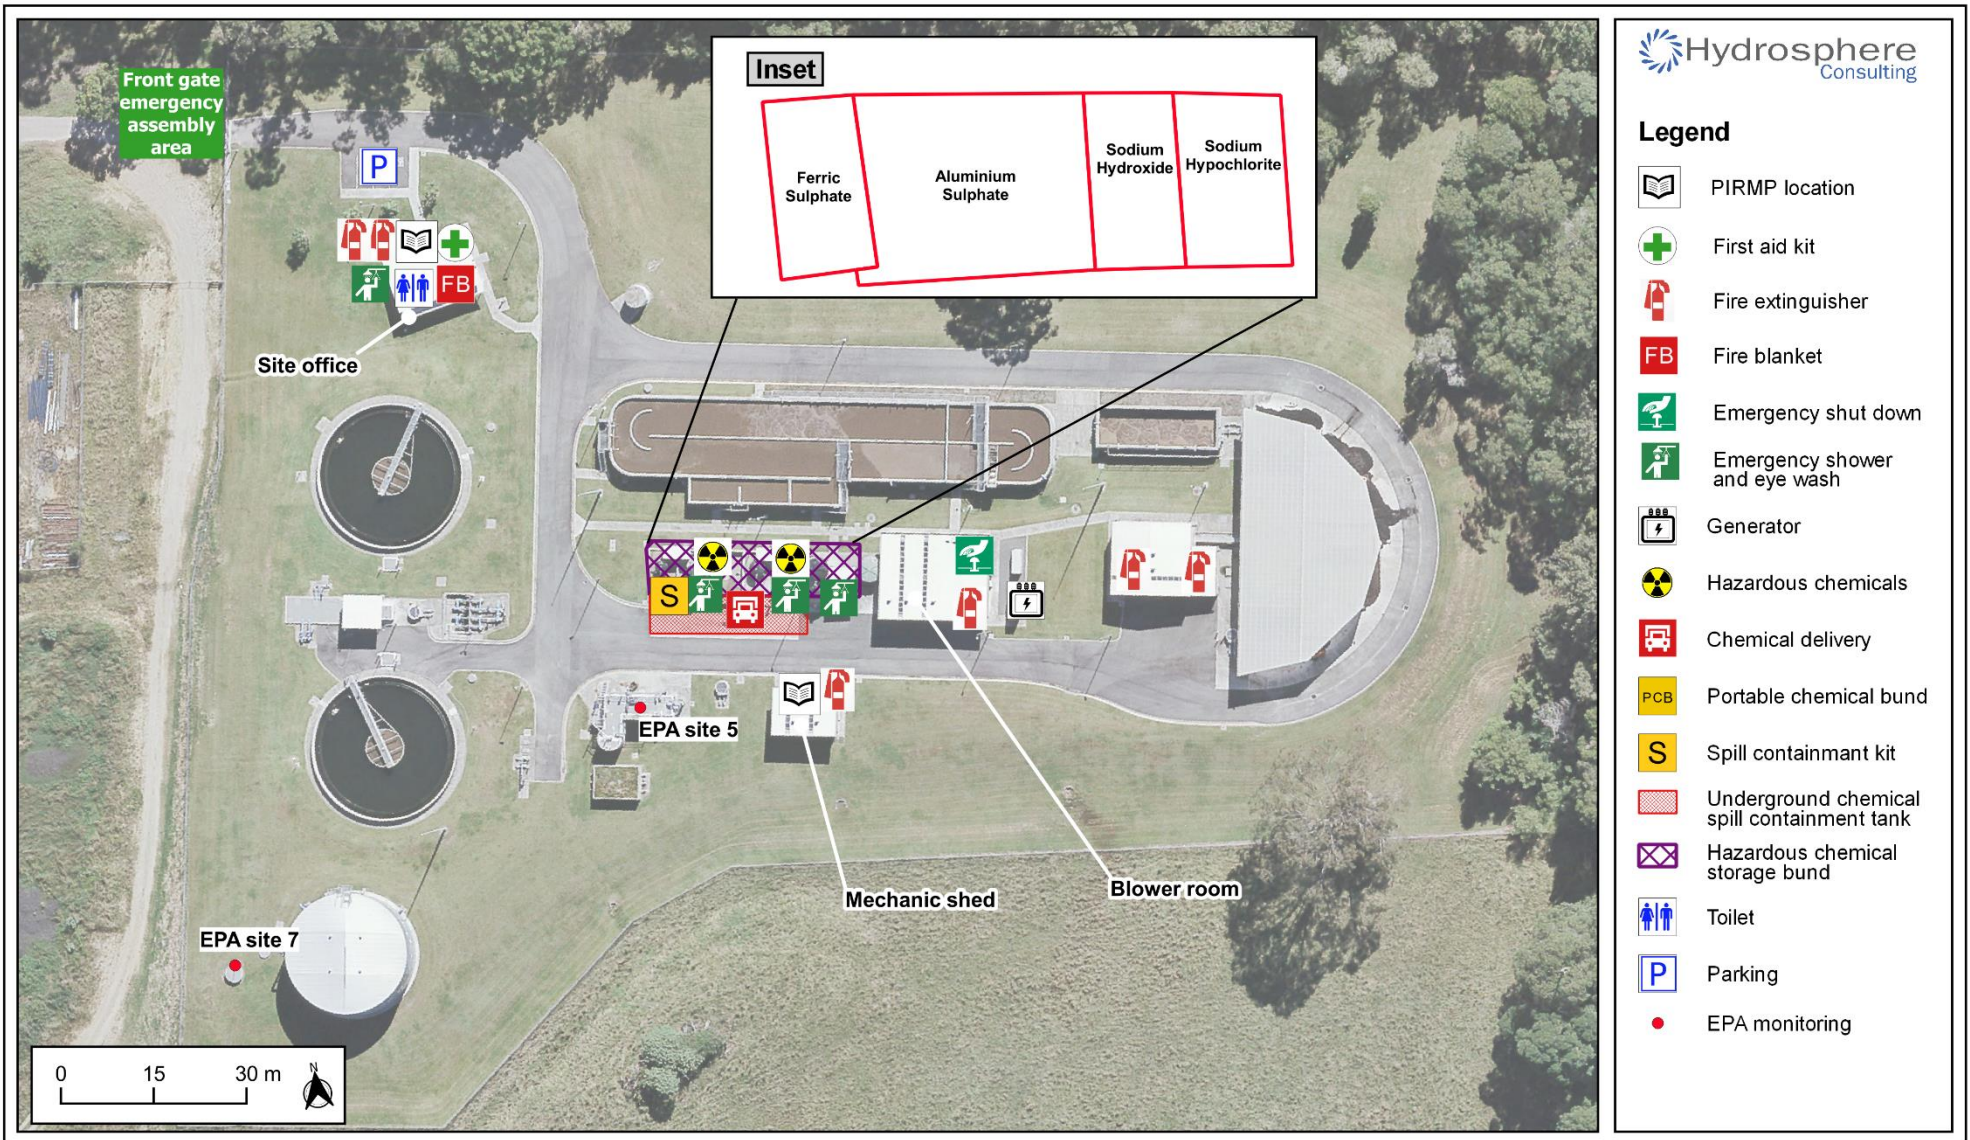 Front gate
emergency
assembly
area
P
FB
Site office
Inset
Ferric
Sulphate
Aluminium
Sulphate
Sodium
Hydroxide
Sodium
Hypochlorite
S
EPA site 5
Mechanic shed
Blower room
EPA site 7
0 15 30 m
N
Hydrosphere
Consulting
Legend
PIRMP location
First aid kit
Fire extinguisher
FB Fire blanket
Emergency shut down
Emergency shower
and eye wash
Generator
Hazardous chemicals
Chemical delivery
PCB Portable chemical bund
S Spill containmant kit
Underground chemical
spill containment tank
Hazardous chemical
storage bund
Toilet
P Parking
EPA monitoring